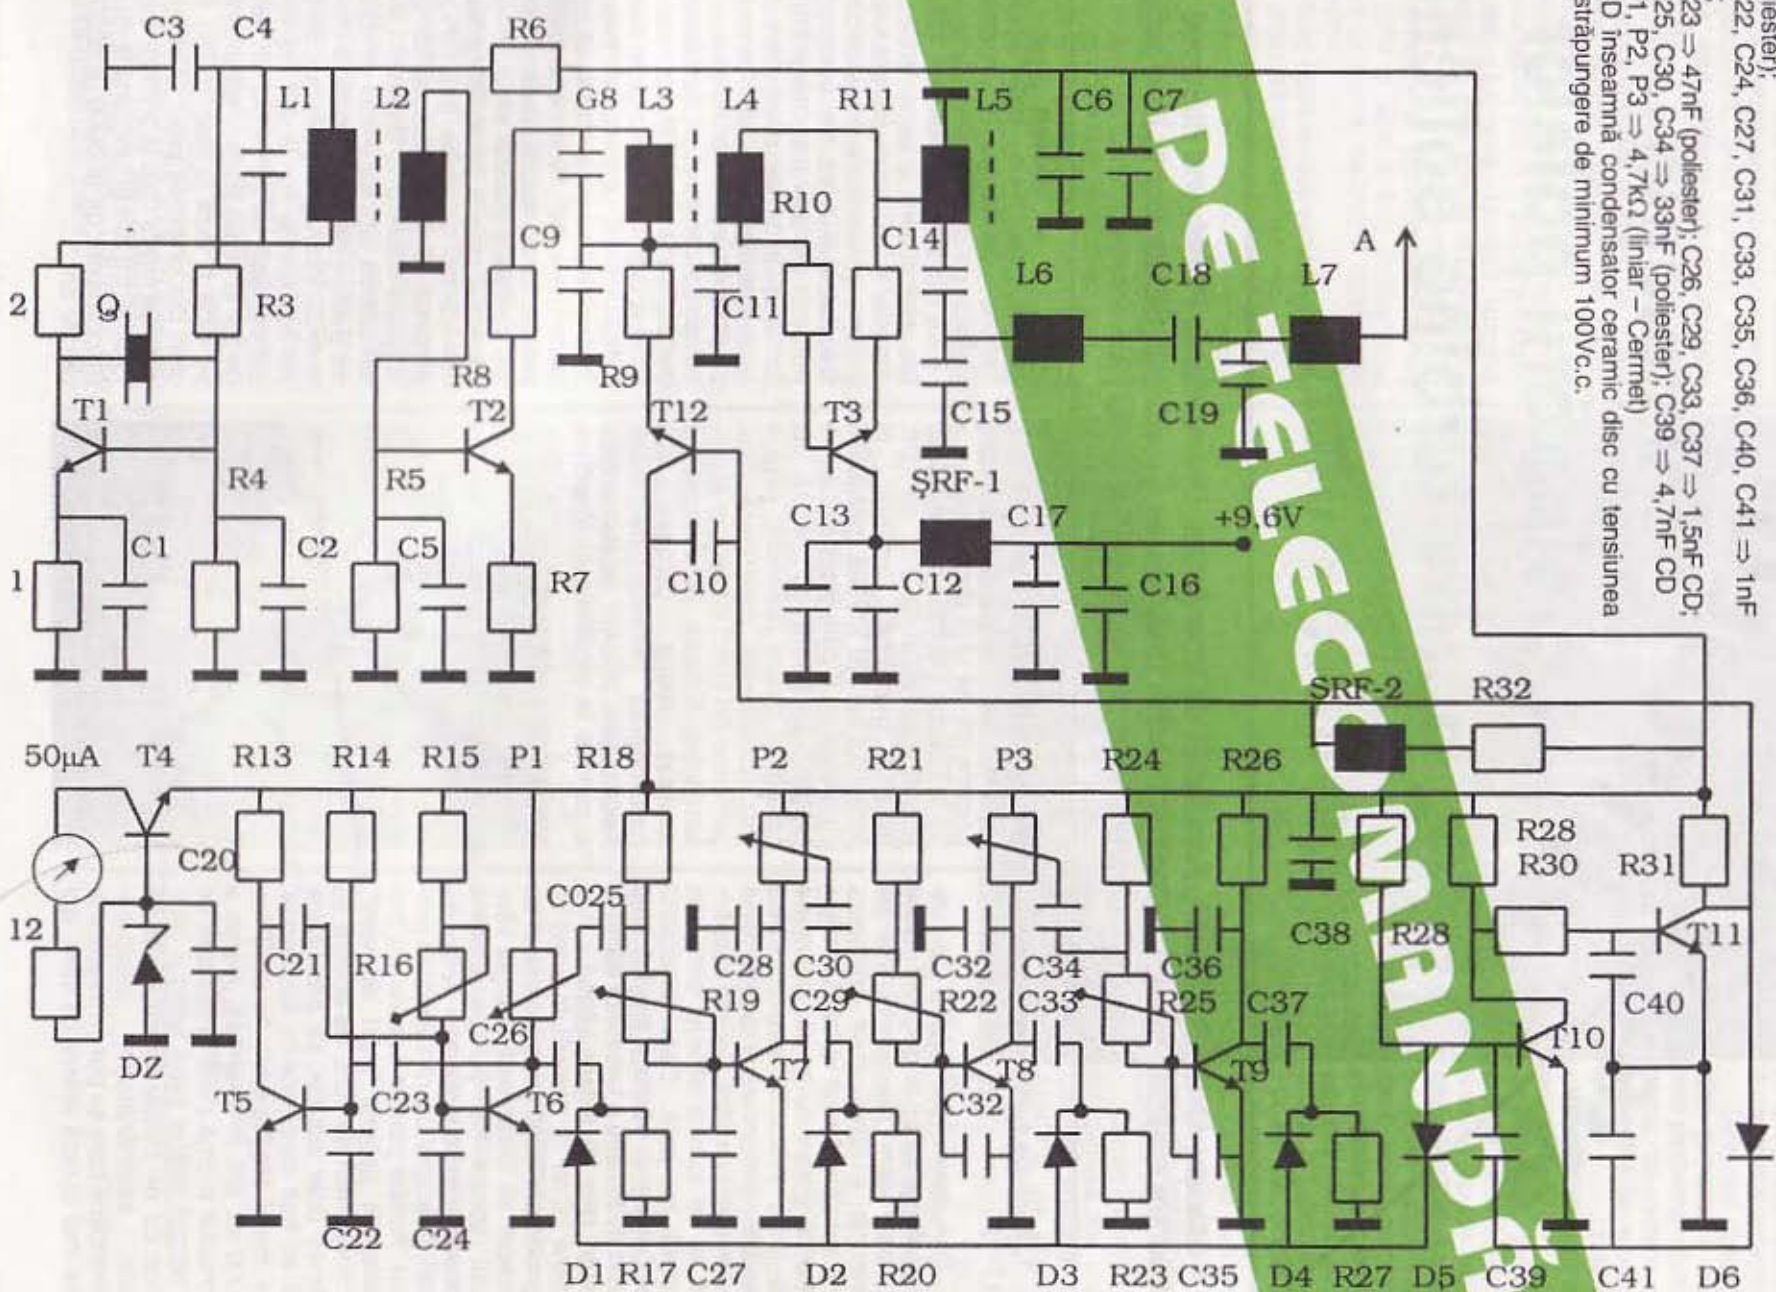 C3 C4 R6
L1 L2 G8 L3 L4 R11 L5 C6 C7
R10
C9 C14 A
L6 C18 L7
2 Q R3 C11
R8 R9
T1 T2 T12 T3 C15 C19
R4 R5 ȘRF-1
C13 C17 +9,6V
C1 C2 C5
1 R7 C10 C12 C16
ȘRF-2 R32
50µA T4 R13 R14 R15 P1 R18 P2 R21 P3 R24 R26
R28
C20 R30 R31
C025
12 C38 R28 T11
C21 R16 C28 C30 C32 C34 C36
R19 C29 R22 C33 R25 C37 C40
C26
DZ T7 T8 T9 T10
T5 C23 T6 C32
C22 C24
D1 R17 C27 D2 R20 D3 R23 C35 D4 R27 D5 C39 C41 D6
DE TELECOMANDĂ
iester);
22, C24, C27, C31, C33, C35, C36, C40, C41 ⇒ 1nF
23 ⇒ 47nF (poliester); C26, C29, C33, C37 ⇒ 1,5nF CD;
25, C30, C34 ⇒ 33nF (poliester); C39 ⇒ 4,7nF CD
1, P2, P3 ⇒ 4,7kΩ (liniar – Cermet)
D înseamnă condensator ceramic disc cu tensiunea
străpungere de minimum 100Vc.c.